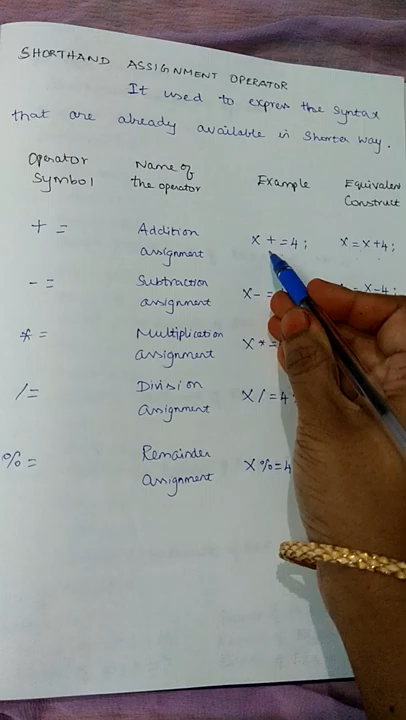 SHORTHAND ASSIGNMENT OPERATOR
It used to express the syntax
that are already available in shorter way.
Operator Symbol Name of the operator Example Equivalent Construct
+ = Addition assignment X + = 4 ; X = X + 4 ;
- = Subtraction assignment X - = X - 4 ;
* = Multiplication assignment X * =
/ = Division assignment X / = 4
% = Remainder assignment X % = 4